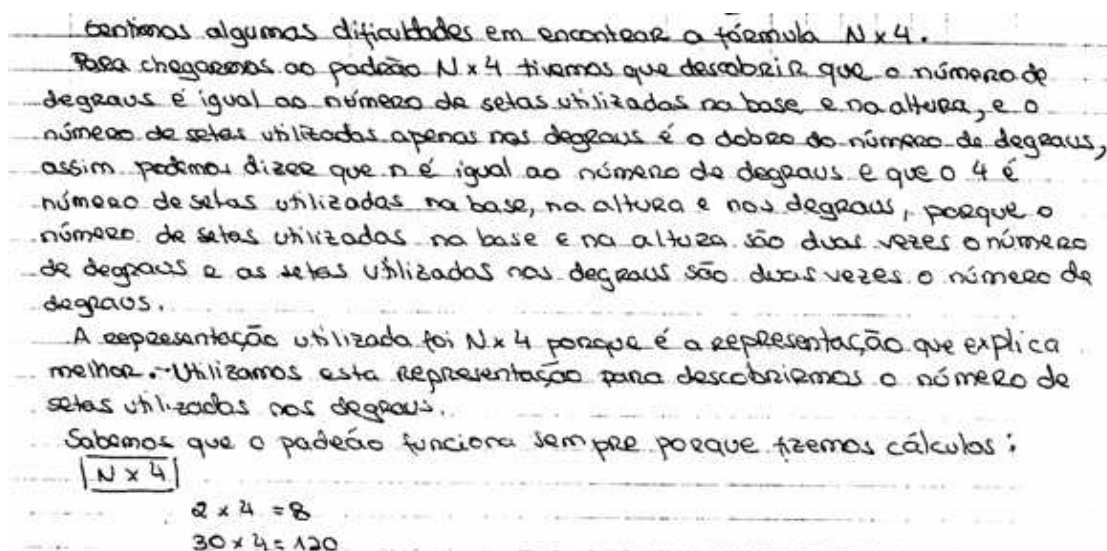 Sentimos algumas dificuldades em encontrar a fórmula N x 4.
Para chegarmos ao padrão N x 4 tivemos que descobrir que o número de
degraus é igual ao número de setas utilizadas na base e na altura, e o
número de setas utilizadas apenas nos degraus é o dobro do número de degraus,
assim podemos dizer que n é igual ao número de degraus e que o 4 é
número de setas utilizadas na base, na altura e nos degraus, porque o
número de setas utilizadas na base e na altura são duas vezes o número
de degraus e as setas utilizadas nos degraus são duas vezes o número de
degraus.
A representação utilizada foi N x 4 porque é a representação que explica
melhor. Utilizamos esta representação para descobrirmos o número de
setas utilizadas nos degraus.
Sabemos que o padrão funciona sempre porque fizemos cálculos:
N x 4
2 x 4 = 8
30 x 4 = 120